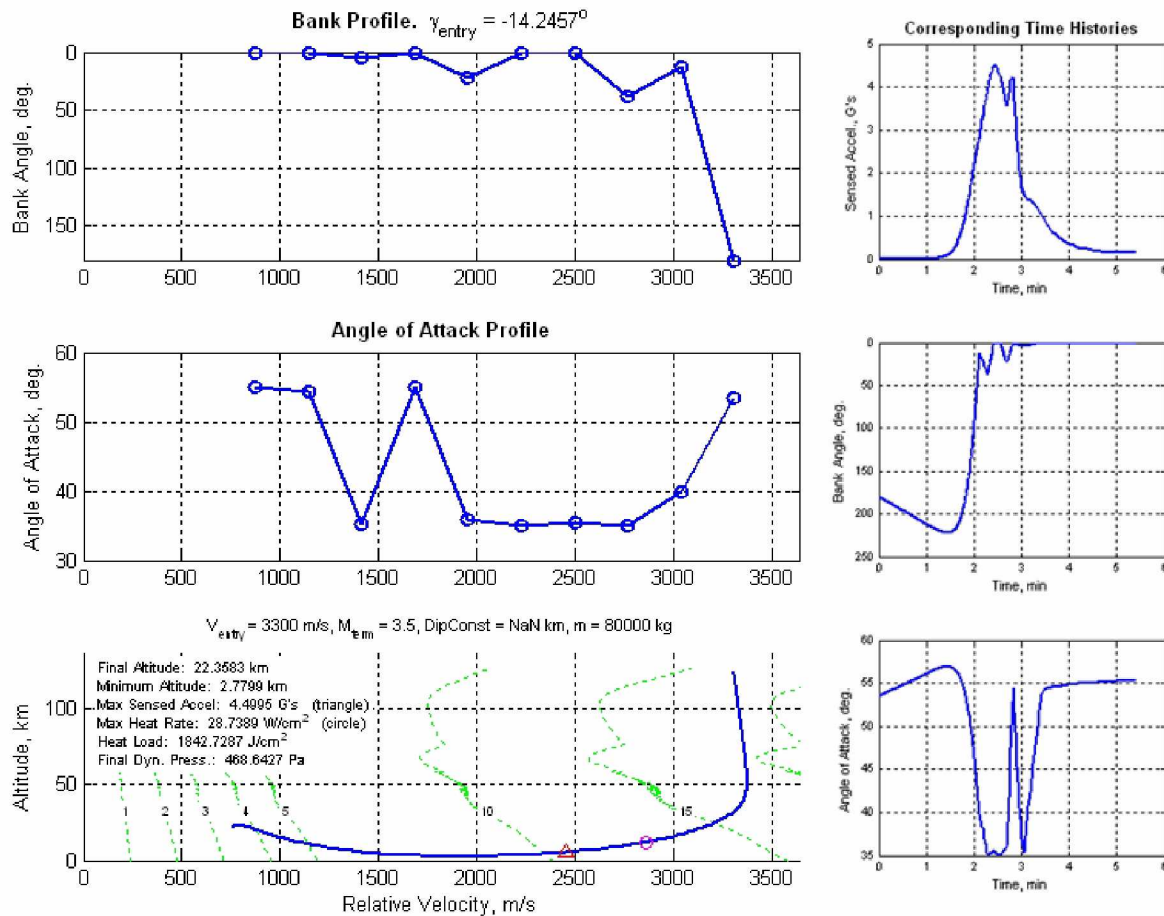 Bank Profile. γentry = -14.2457o
0
50
100
150
Bank Angle, deg.
0 500 1000 1500 2000 2500 3000 3500
Angle of Attack Profile
60
50
40
30
Angle of Attack, deg.
0 500 1000 1500 2000 2500 3000 3500
Ventry = 3300 m/s, Mterm = 3.5, DipConst = NaN km, m = 80000 kg
Final Altitude: 22.3583 km
Minimum Altitude: 2.7799 km
Max Sensed Accel: 4.4995 G's (triangle)
Max Heat Rate: 28.7389 W/cm2 (circle)
Heat Load: 1842.7287 J/cm2
Final Dyn. Press.: 468.6427 Pa
100
50
0
Altitude, km
1 2 3 4 5 10 15
0 500 1000 1500 2000 2500 3000 3500
Relative Velocity, m/s
Corresponding Time Histories
5
4
3
2
1
0
Sensed Accel., G's
0 1 2 3 4 5 6
Time, min
0
50
100
150
200
250
Bank Angle, deg.
0 1 2 3 4 5 6
Time, min
60
55
50
45
40
35
Angle of Attack, deg.
0 1 2 3 4 5 6
Time, min